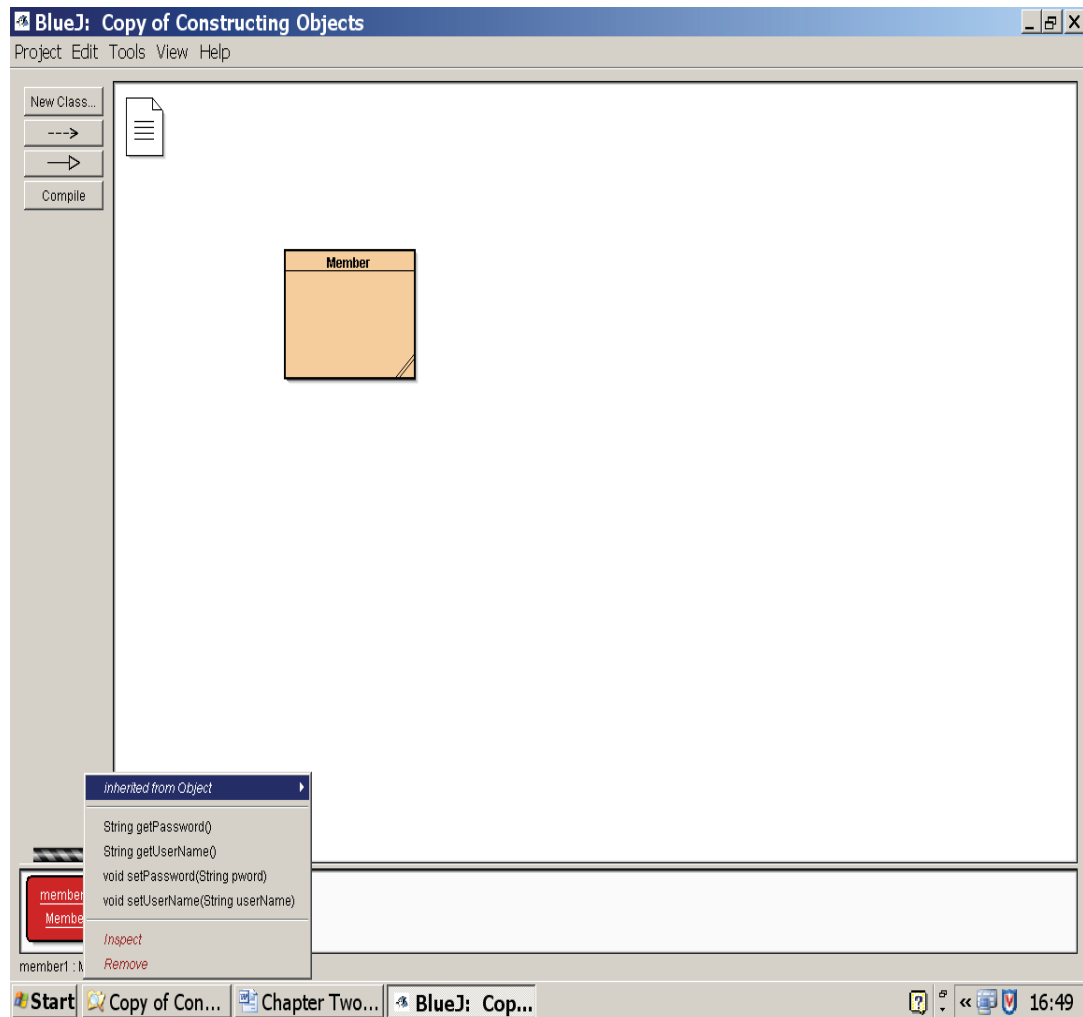 BlueJ: Copy of Constructing Objects
Project Edit Tools View Help
New Class...
Compile
Member
inherited from Object
String getPassword()
String getUserName()
void setPassword(String pword)
void setUserName(String userName)
Inspect
Remove
member
Membe
member1 : M
Start Copy of Con... Chapter Two... BlueJ: Cop... 16:49